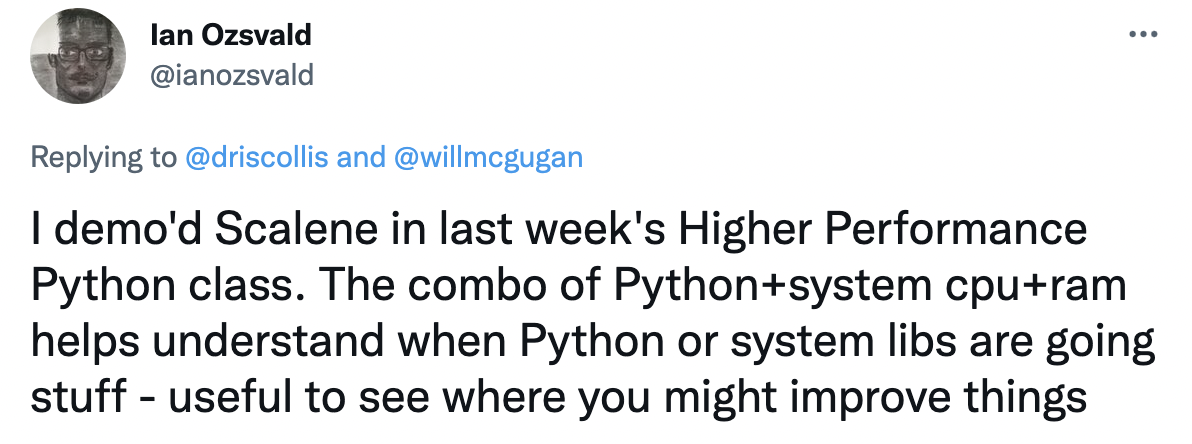 Ian Ozsvald
@ianozsvald
Replying to @driscollis and @willmcgugan
I demo'd Scalene in last week's Higher Performance
Python class. The combo of Python+system cpu+ram
helps understand when Python or system libs are going
stuff - useful to see where you might improve things